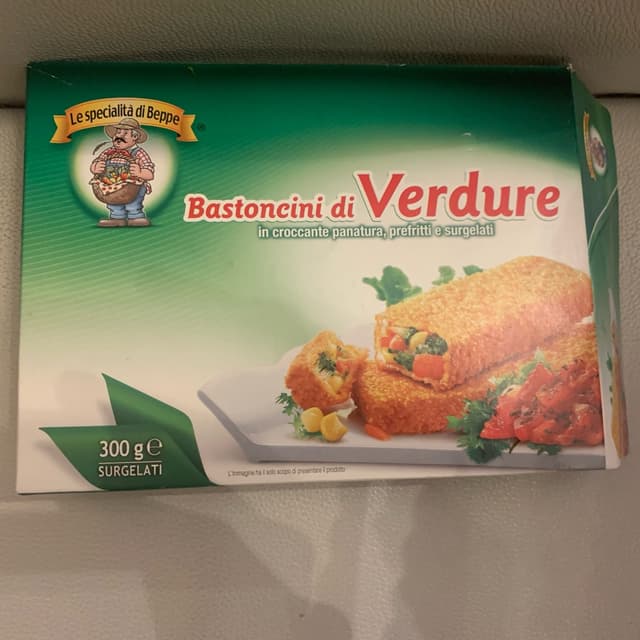 Le specialità di Beppe
Bastoncini di Verdure
in croccante panatura, prefritti e surgelati
300 g e
SURGELATI
L'immagine ha il solo scopo di presentare il prodotto